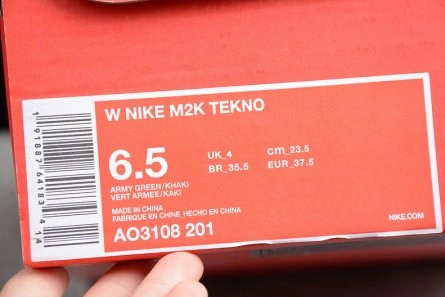 W NIKE M2K TEKNO
6.5
UK_4
cm_23.5
BR_35.5
EUR_37.5
ARMY GREEN/KHAKI
VERT ARMEE/KAKI
MADE IN CHINA
FABRIQUE EN CHINE_HECHO EN CHINA
NIKE.COM
AO3108 201